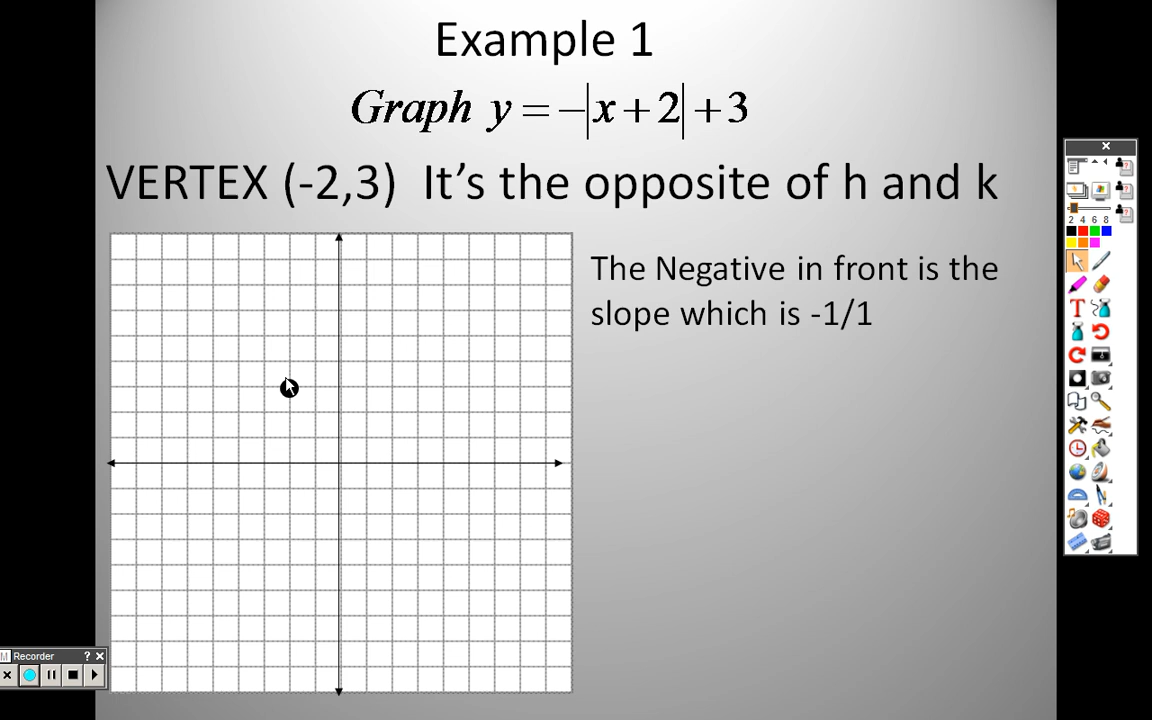 Example 1
Graph y = -|x + 2| + 3
VERTEX (-2,3) It's the opposite of h and k
The Negative in front is the
slope which is -1/1
2 4 6 8
T
M Recorder ? ×